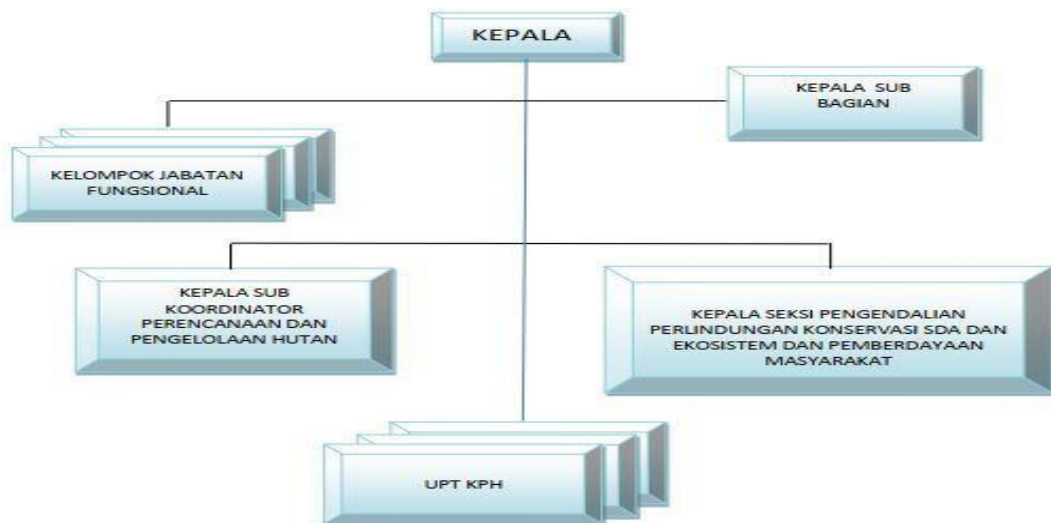 KEPALA
KEPALA SUB
BAGIAN
KELOMPOK JABATAN
FUNGSIONAL
KEPALA SUB
KOORDINATOR
PERENCANAAN DAN
PENGELOLAAN HUTAN
KEPALA SEKSI PENGENDALIAN
PERLINDUNGAN KONSERVASI SDA DAN
EKOSISTEM DAN PEMBERDAYAAN
MASYARAKAT
UPT KPH